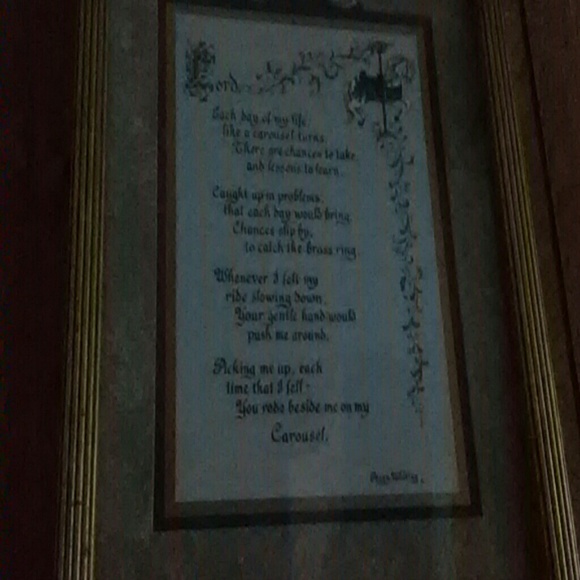 Lord,
Each day of my life
like a carousel turns.
There are chances to take
and lessons to learn.
Caught up in problems,
that each day would bring.
Chances slip by,
to catch the brass ring.
Whenever I felt my
ride slowing down,
Your gentle hand would
push me around.
Picking me up, each
time that I fell-
You rode beside me on my
Carousel.